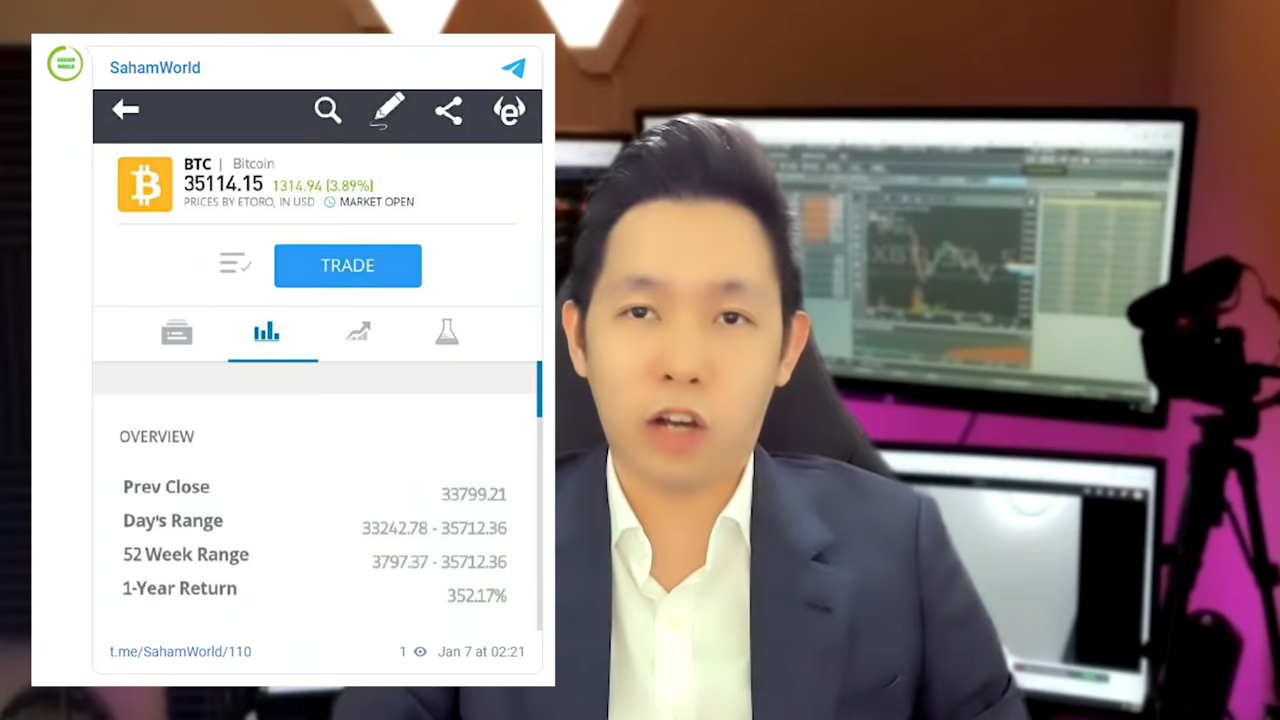 SAHAM
WORLD
SahamWorld
BTC | Bitcoin
35114.15 1314.94 (3.89%)
PRICES BY ETORO, IN USD MARKET OPEN
TRADE
OVERVIEW
Prev Close 33799.21
Day's Range 33242.78 - 35712.36
52 Week Range 3797.37 - 35712.36
1-Year Return 352.17%
t.me/SahamWorld/110 1 Jan 7 at 02:21